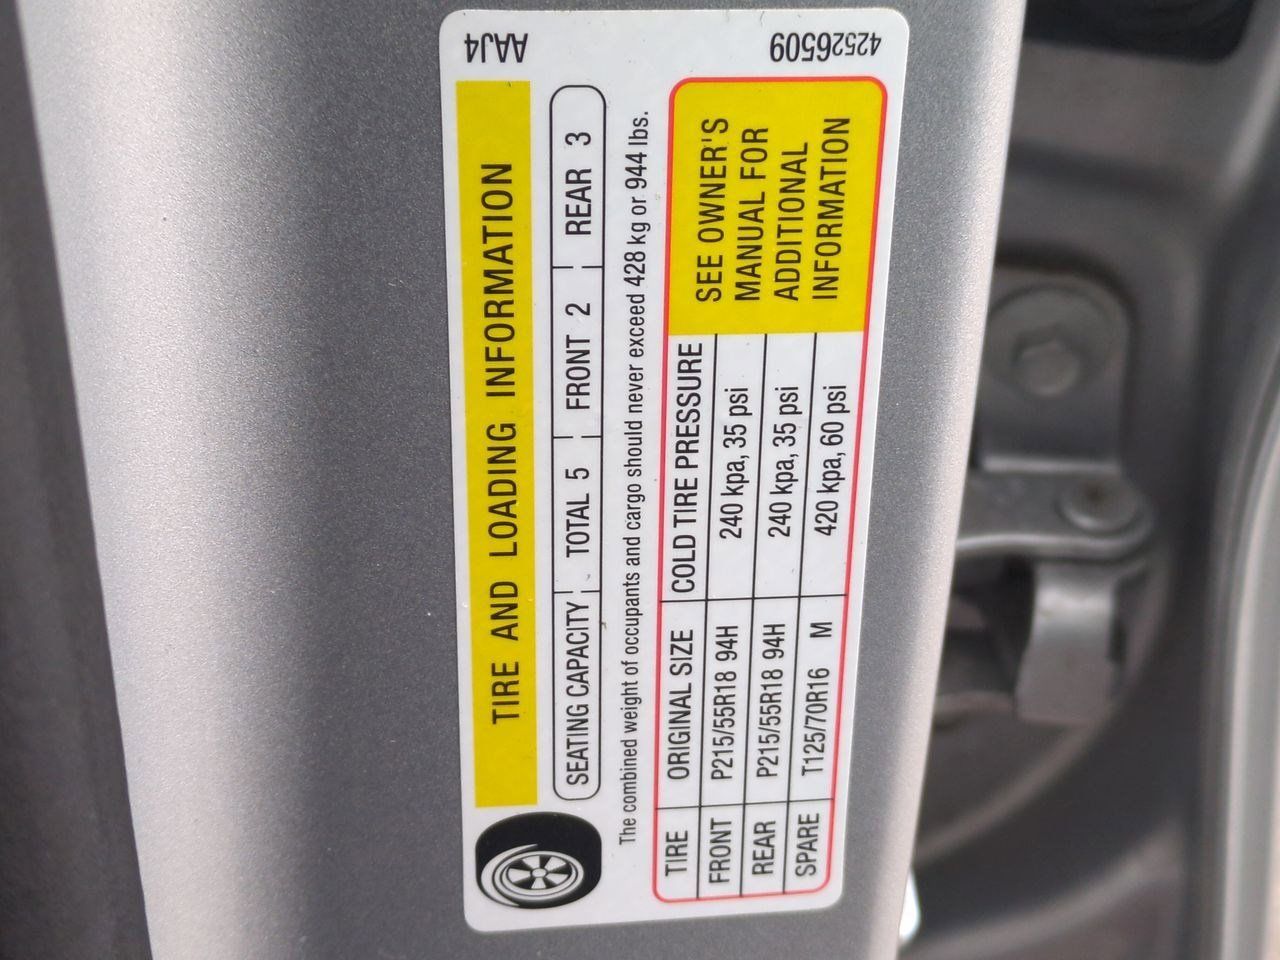 TIRE AND LOADING INFORMATION
SEATING CAPACITY TOTAL 5 FRONT 2 REAR 3
The combined weight of occupants and cargo should never exceed 428 kg or 944 lbs.
TIRE ORIGINAL SIZE COLD TIRE PRESSURE
FRONT P215/55R18 94H 240 kpa, 35 psi
REAR P215/55R18 94H 240 kpa, 35 psi
SPARE T125/70R16 M 420 kpa, 60 psi
SEE OWNER'S
MANUAL FOR
ADDITIONAL
INFORMATION
AAJ4
42526509